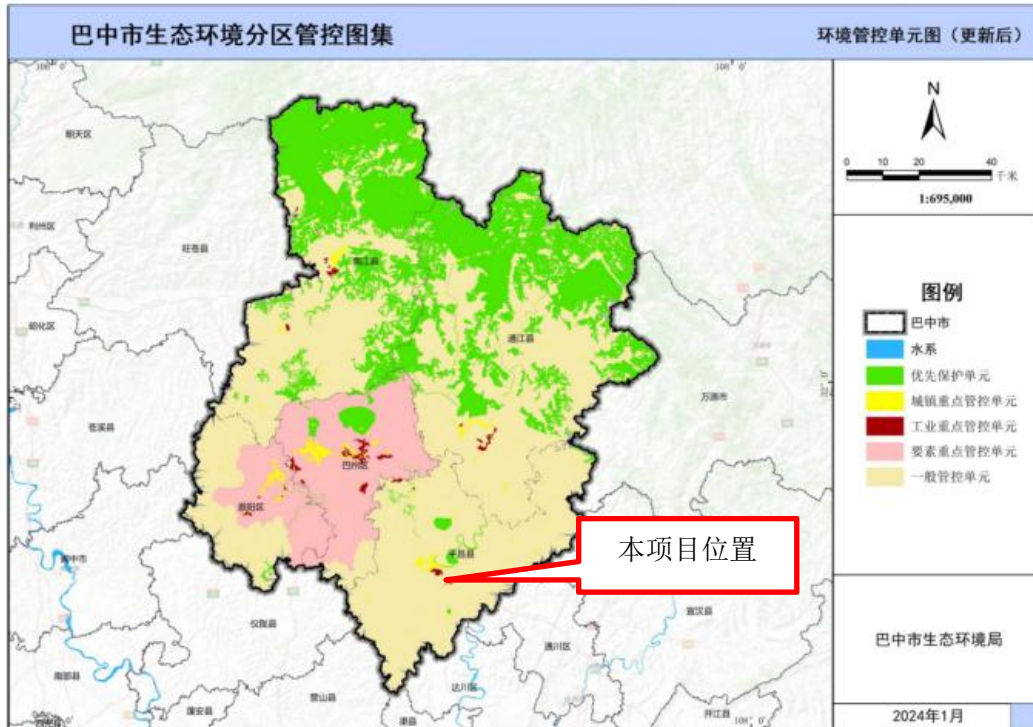 巴中市生态环境分区管控图集
环境管控单元图（更新后）
108°0'
108°0'
朝天区
利州区
旺苍县
南江县
昭化区
通江县
万源市
苍溪县
巴州区
恩阳区
平昌县
本项目位置
阆中市
仪陇县
宣汉县
通川区
南部县
营山县
达川区
蓬安县
渠县
开江县
108°0'
N
0 10 20 40
千米
1:695,000
图例
巴中市
水系
优先保护单元
城镇重点管控单元
工业重点管控单元
要素重点管控单元
一般管控单元
巴中市生态环境局
2024年1月